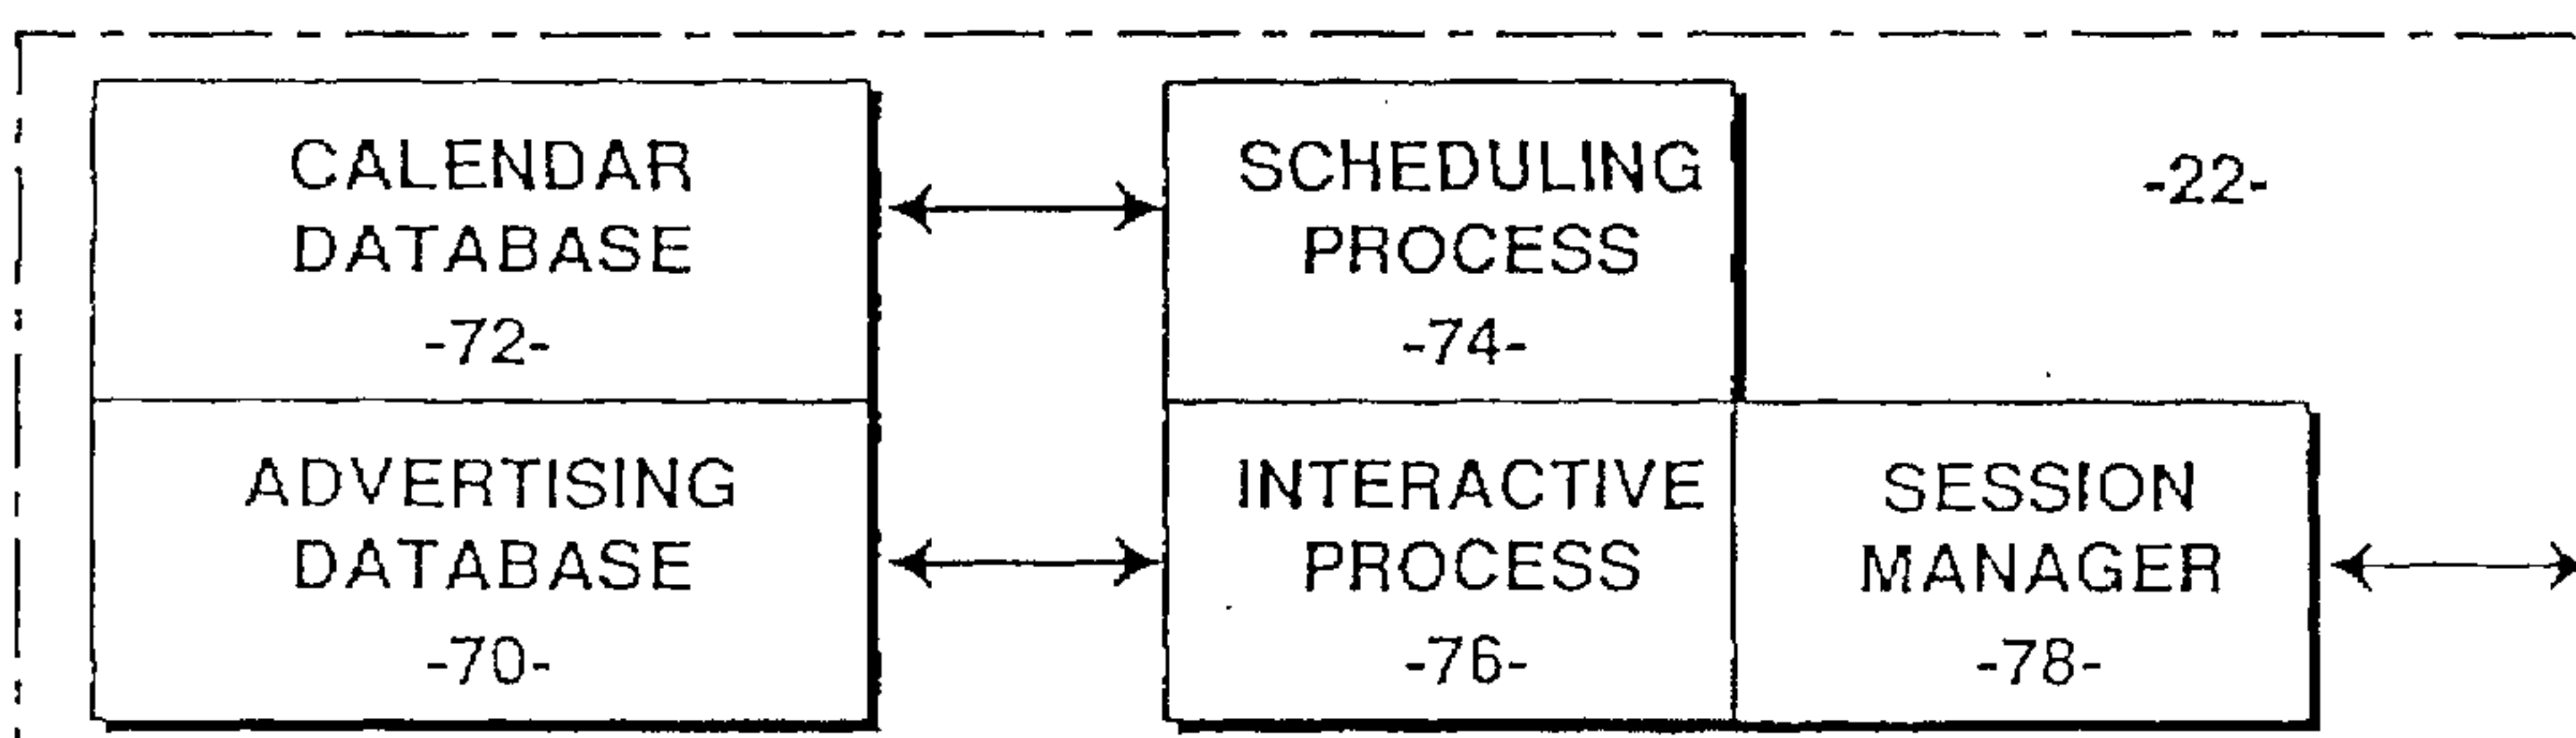 CALENDAR
DATABASE
-72-
SCHEDULING
PROCESS
-74-
-22-
ADVERTISING
DATABASE
-70-
INTERACTIVE
PROCESS
-76-
SESSION
MANAGER
-78-